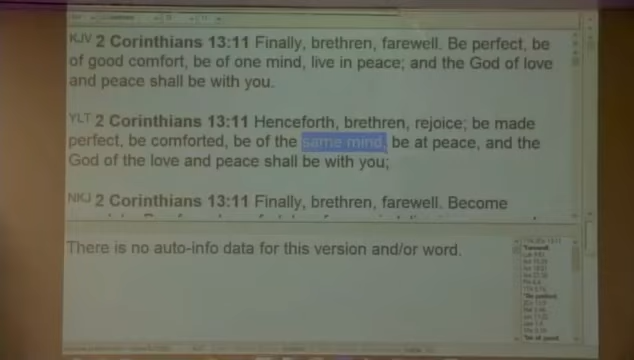 KJV 2 Corinthians 13:11 Finally, brethren, farewell. Be perfect, be
of good comfort, be of one mind, live in peace; and the God of love
and peace shall be with you.
YLT 2 Corinthians 13:11 Henceforth, brethren, rejoice; be made
perfect, be comforted, be of the same mind, be at peace, and the
God of the love and peace shall be with you;
NKJ 2 Corinthians 13:11 Finally, brethren, farewell. Become
There is no auto-info data for this version and/or word.